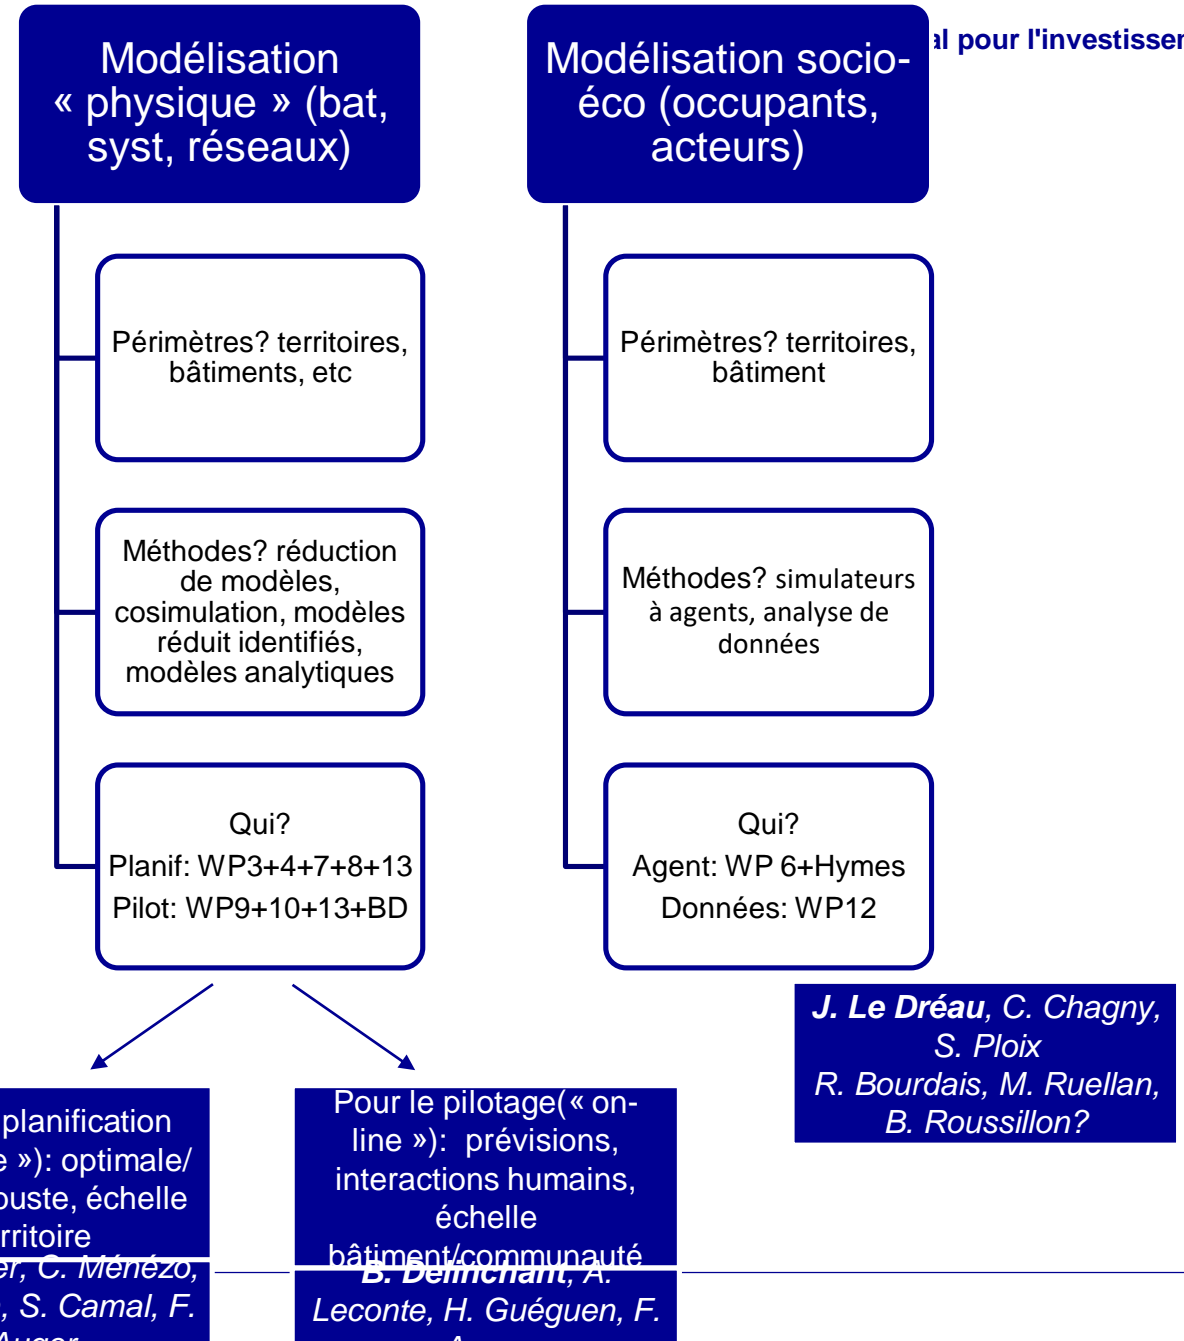 Modélisation
« physique » (bat,
syst, réseaux)
Périmètres? territoires,
bâtiments, etc
Méthodes? réduction
de modèles,
cosimulation, modèles
réduit identifiés,
modèles analytiques
Qui?
Planif: WP3+4+7+8+13
Pilot: WP9+10+13+BD
Modélisation socio-
éco (occupants,
acteurs)
pour l'investissem
Périmètres? territoires,
bâtiment
Méthodes? simulateurs
à agents, analyse de
données
Qui?
Agent: WP 6+Hymes
Données: WP12
planification
»): optimale/
échelle
C. Ménézo,
S. Camal, F.
Auger
Pour le pilotage(« on-
line »): prévisions,
interactions humains,
échelle
bâtiment/communauté
B. Delinchant, A.
Leconte, H. Guéguen, F.
J. Le Dréau, C. Chagny,
S. Ploix
R. Bourdais, M. Ruellan,
B. Roussillon?